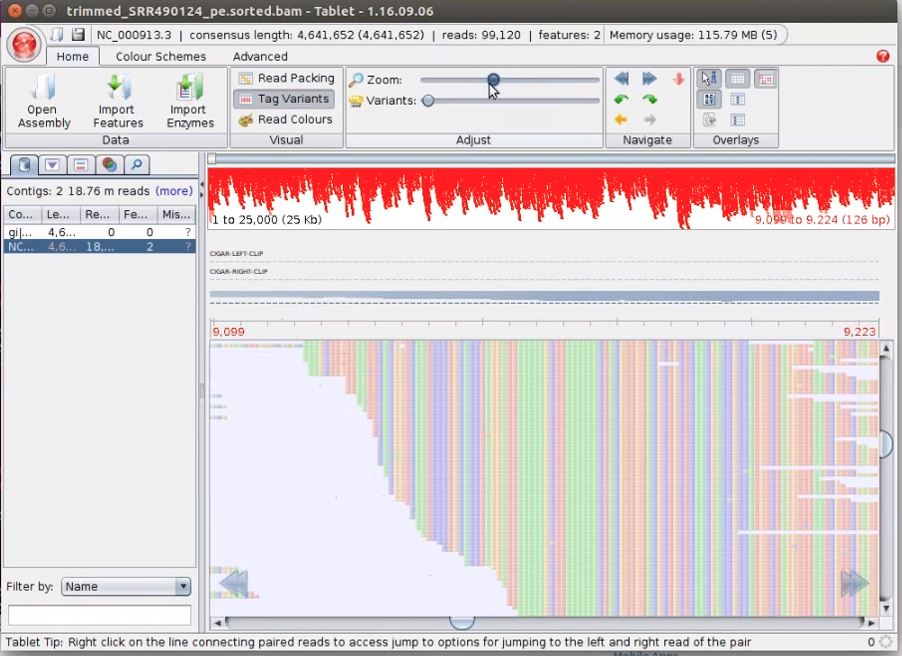 trimmed_SRR490124_pe.sorted.bam - Tablet - 1.16.09.06
NC_000913.3 | consensus length: 4,641,652 (4,641,652) | reads: 99,120 | features: 2
Memory usage: 115.79 MB (5)
Home
Colour Schemes
Advanced
Open Assembly
Import Features
Import Enzymes
Data
Read Packing
Tag Variants
Read Colours
Visual
Zoom:
Variants:
Adjust
Navigate
Overlays
Contigs: 2 18.76 m reads (more)
Co... Le... Re... Fe... Mis...
gi|... 4,6... 0 0 ?
NC... 4,6... 18,... 2 ?
1 to 25,000 (25 Kb)
9,099 to 9,224 (126 bp)
CIGAR-LEFT-CLIP
CIGAR-RIGHT-CLIP
9,099
9,223
Filter by: Name
Tablet Tip: Right click on the line connecting paired reads to access jump to options for jumping to the left and right read of the pair
0